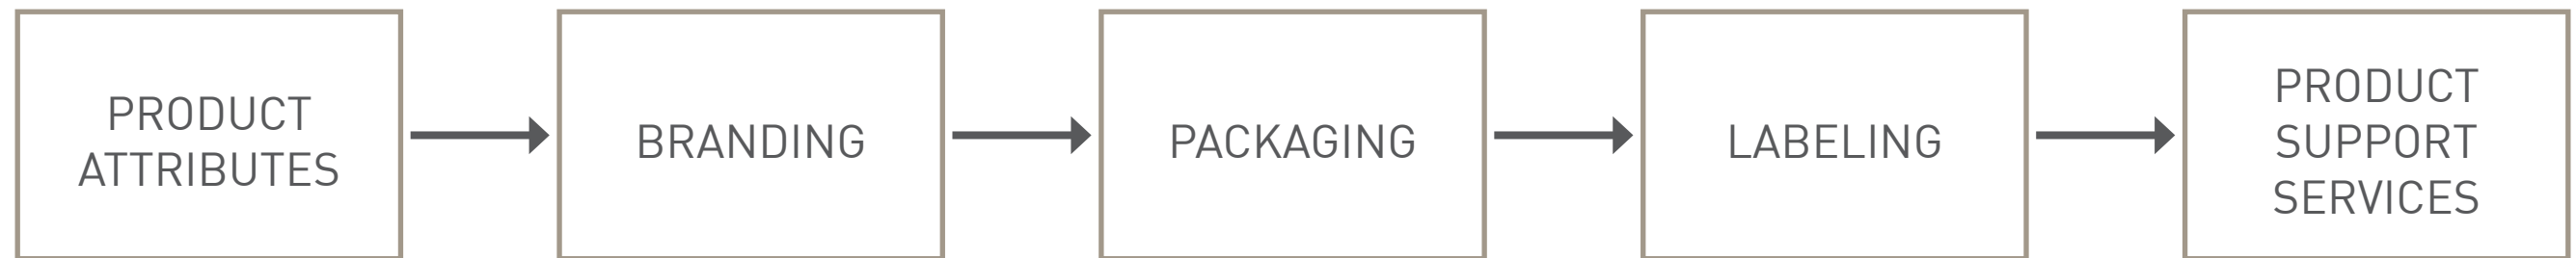 PRODUCT
ATTRIBUTES
BRANDING
PACKAGING
LABELING
PRODUCT
SUPPORT
SERVICES